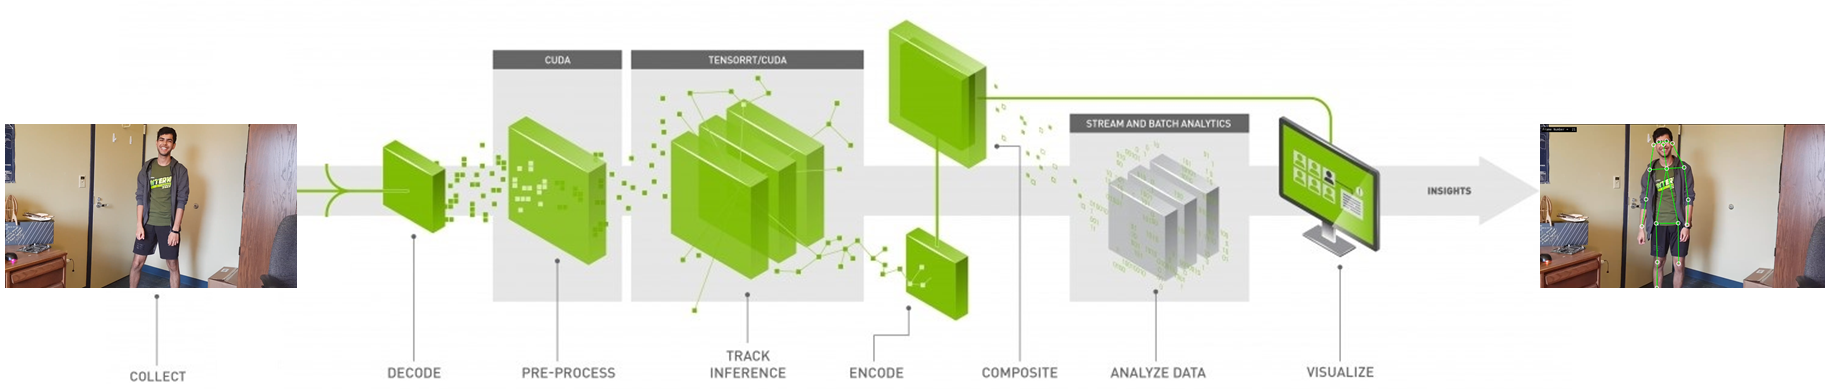 CUDA
TENSORRT/CUDA
STREAM AND BATCH ANALYTICS
INSIGHTS
COLLECT
DECODE
PRE-PROCESS
TRACK
INFERENCE
ENCODE
COMPOSITE
ANALYZE DATA
VISUALIZE